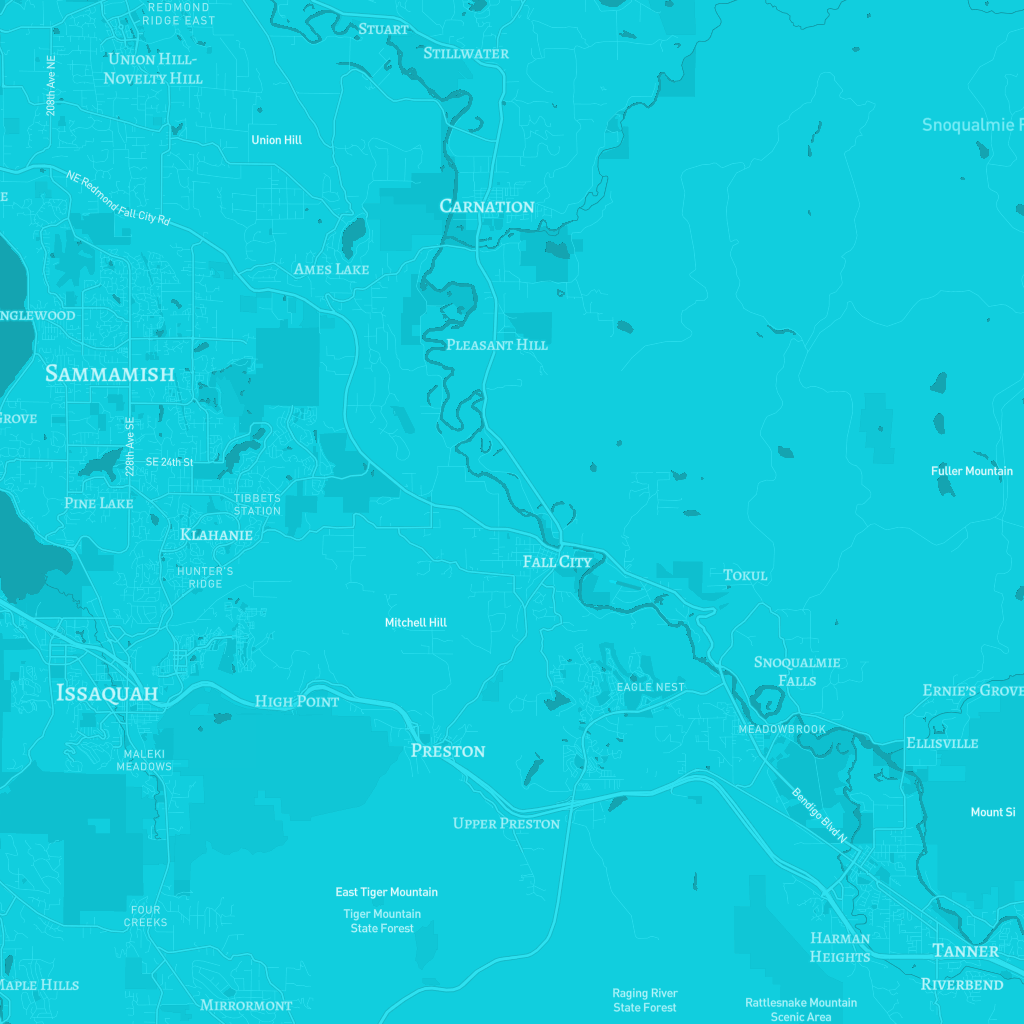 REDMOND
RIDGE EAST
STUART
STILLWATER
UNION HILL-
NOVELTY HILL
208th Ave NE
Snoqualmie
Union Hill
NE Redmond Fall City Rd
CARNATION
AMES LAKE
PLEASANT HILL
SAMMAMISH
228th Ave SE
SE 24th St
Fuller Mountain
TIBBETS
STATION
PINE LAKE
KLAHANIE
FALL CITY
HUNTER'S
RIDGE
TOKUL
Mitchell Hill
SNOQUALMIE
FALLS
EAGLE NEST
ISSAQUAH
HIGH POINT
ERNIE'S GROVE
MEADOWBROOK
ELLISVILLE
PRESTON
MALEKI
MEADOWS
Bendigo Blvd N
Mount Si
UPPER PRESTON
East Tiger Mountain
Tiger Mountain
State Forest
FOUR
CREEKS
HARMAN
HEIGHTS
TANNER
MAPLE HILLS
RIVERBEND
MIRRORMONT
Raging River
State Forest
Rattlesnake Mountain
Scenic Area